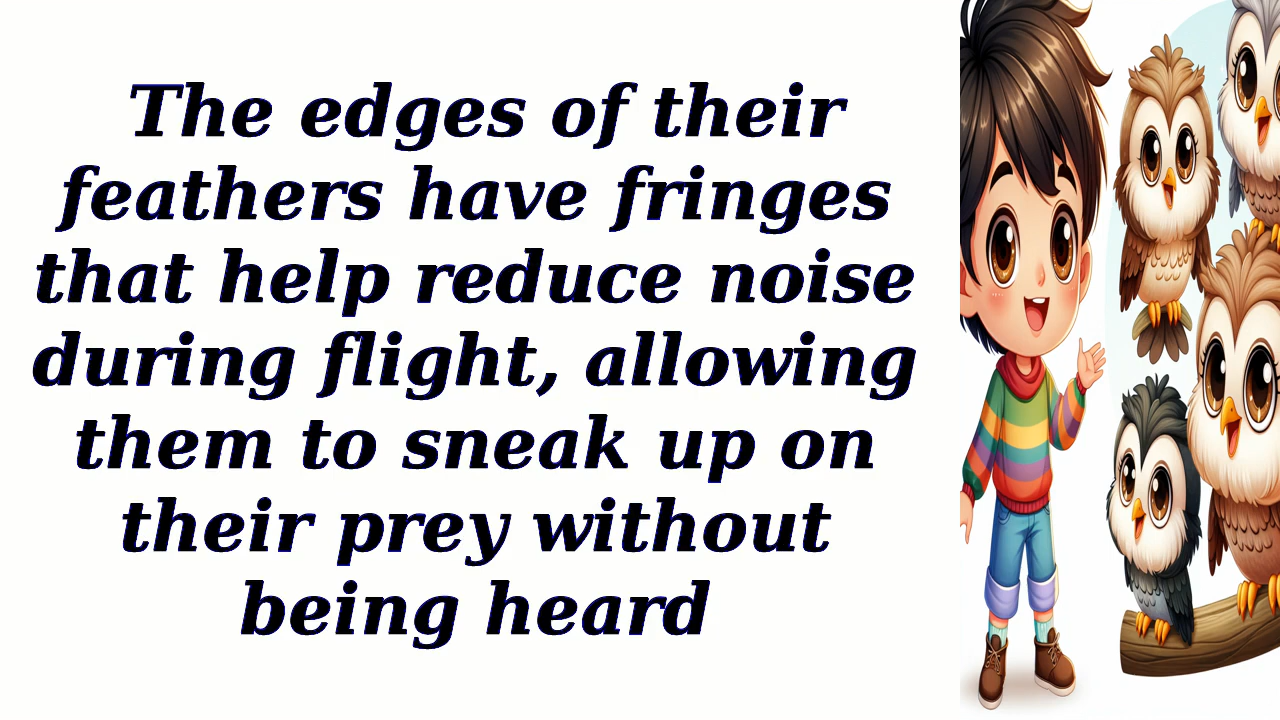 The edges of their
feathers have fringes
that help reduce noise
during flight, allowing
them to sneak up on
their prey without
being heard